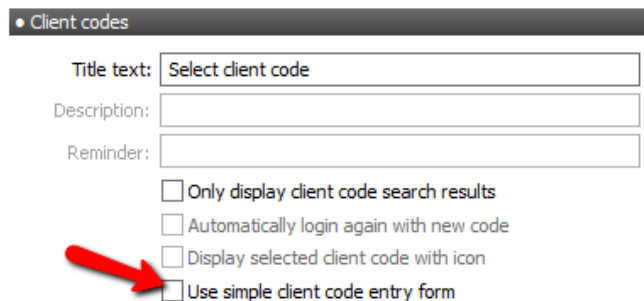 • Client codes
Title text: Select client code
Description:
Reminder:
Only display client code search results
Automatically login again with new code
Display selected client code with icon
Use simple client code entry form